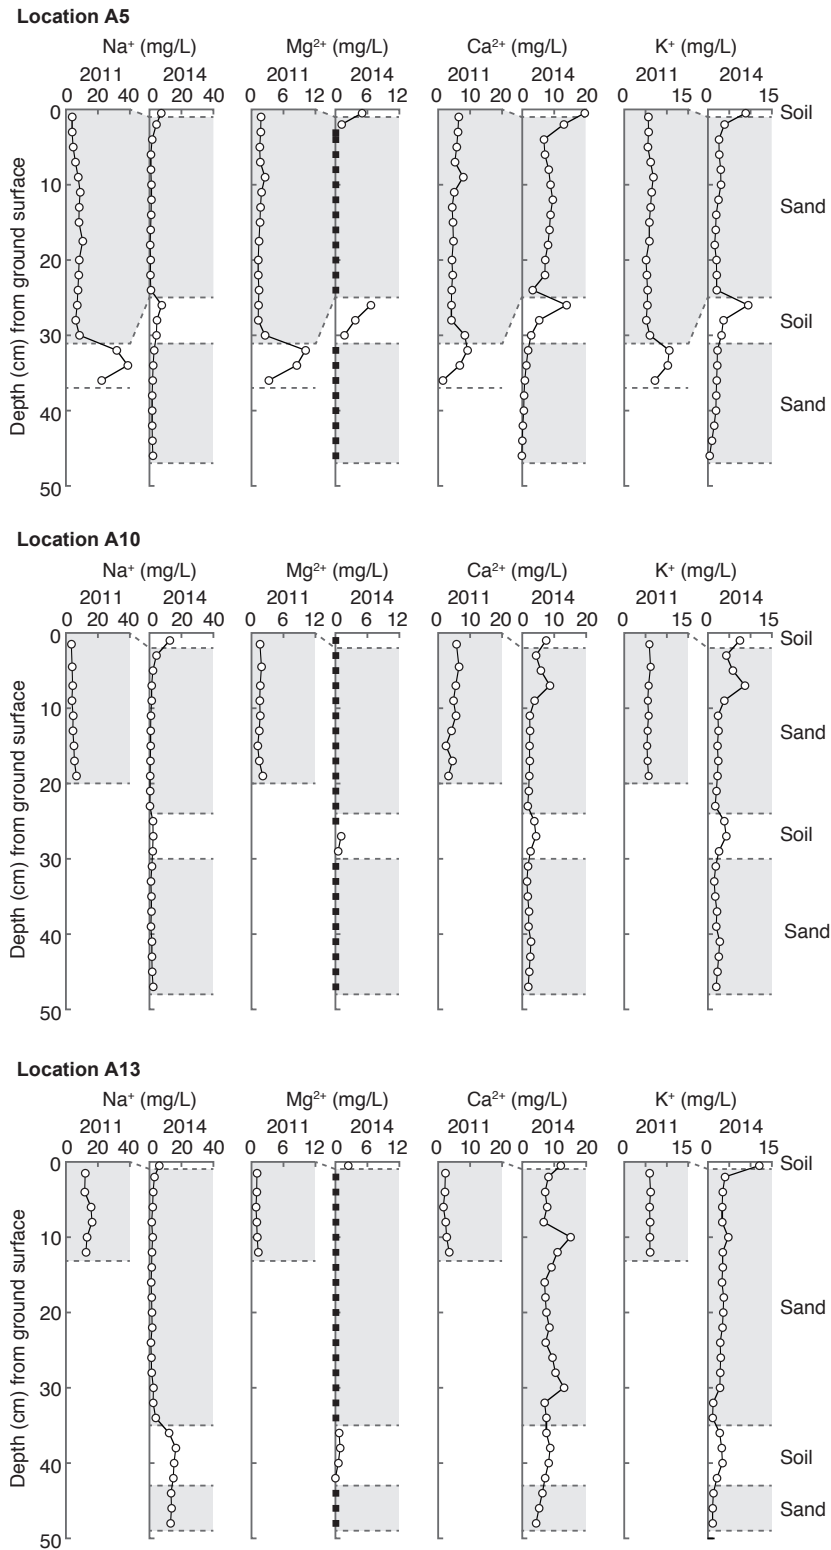 Location A5
Na⁺ (mg/L) Mg²⁺ (mg/L) Ca²⁺ (mg/L) K⁺ (mg/L)
2011 2014 2011 2014 2011 2014 2011 2014
0 20 40 0 20 40 0 6 12 0 6 12 0 10 20 0 10 20 0 15 0 15
0 Soil
10 Sand
20
30 Soil
40 Sand
50
Depth (cm) from ground surface
Location A10
Na⁺ (mg/L) Mg²⁺ (mg/L) Ca²⁺ (mg/L) K⁺ (mg/L)
2011 2014 2011 2014 2011 2014 2011 2014
0 20 40 0 20 40 0 6 12 0 6 12 0 10 20 0 10 20 0 15 0 15
0 Soil
10 Sand
20
Soil
30
40 Sand
50
Depth (cm) from ground surface
Location A13
Na⁺ (mg/L) Mg²⁺ (mg/L) Ca²⁺ (mg/L) K⁺ (mg/L)
2011 2014 2011 2014 2011 2014 2011 2014
0 20 40 0 20 40 0 6 12 0 6 12 0 10 20 0 10 20 0 15 0 15
0 Soil
10
20 Sand
30
40 Soil
Sand
50
Depth (cm) from ground surface